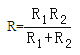 R = R₁R₂ / (R₁ + R₂)